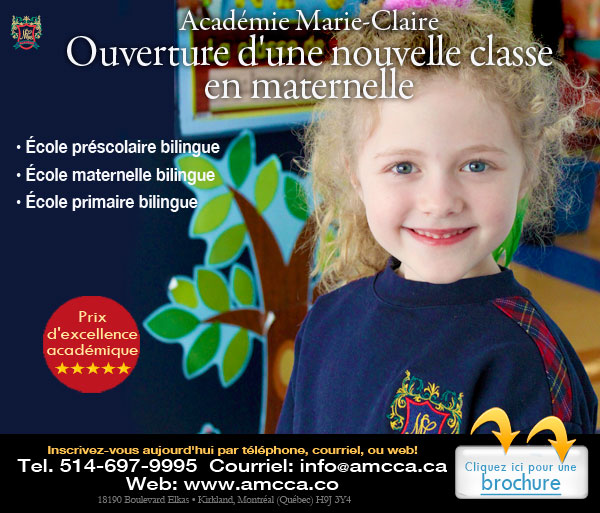 Académie Marie-Claire
Ouverture d'une nouvelle classe
en maternelle
• École préscolaire bilingue
• École maternelle bilingue
• École primaire bilingue
Prix
d'excellence
académique
Inscrivez-vous aujourd'hui par téléphone, courriel, ou web!
Tel. 514-697-9995 Courriel: info@amcca.ca
Web: www.amcca.co
18190 Boulevard Elkas • Kirkland, Montréal (Québec) H9J 3Y4
Cliquez ici pour une
brochure